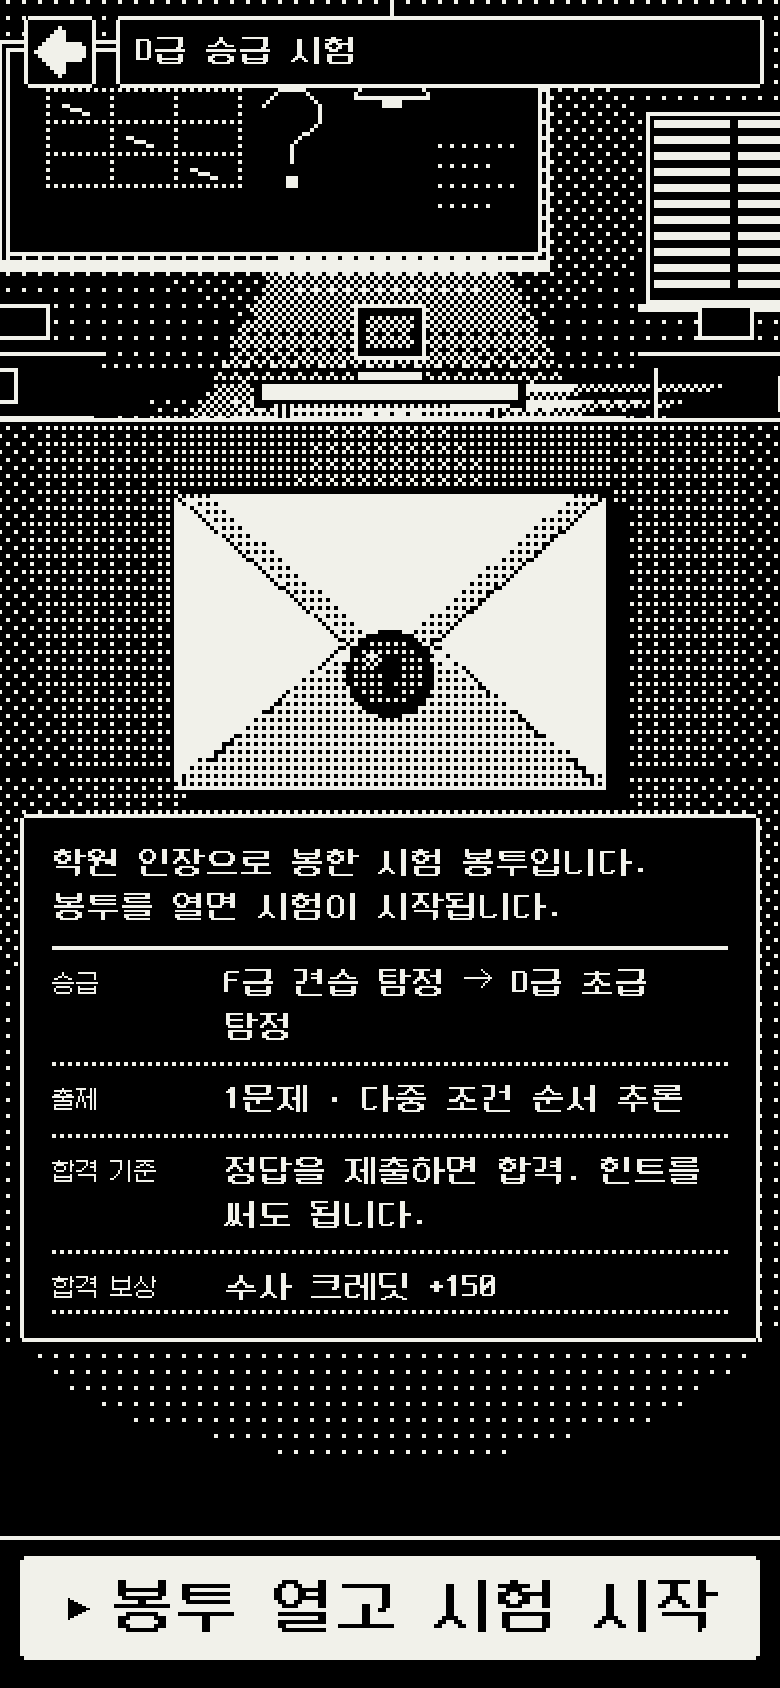 D급 승급 시험
?
학원 인장으로 봉한 시험 봉투입니다.
봉투를 열면 시험이 시작됩니다.
승급 F급 견습 탐정 → D급 초급
탐정
출제 1문제 · 다중 조건 순서 추론
합격 기준 정답을 제출하면 합격. 힌트를
써도 됩니다.
합격 보상 수사 크레딧 +150
▶ 봉투 열고 시험 시작